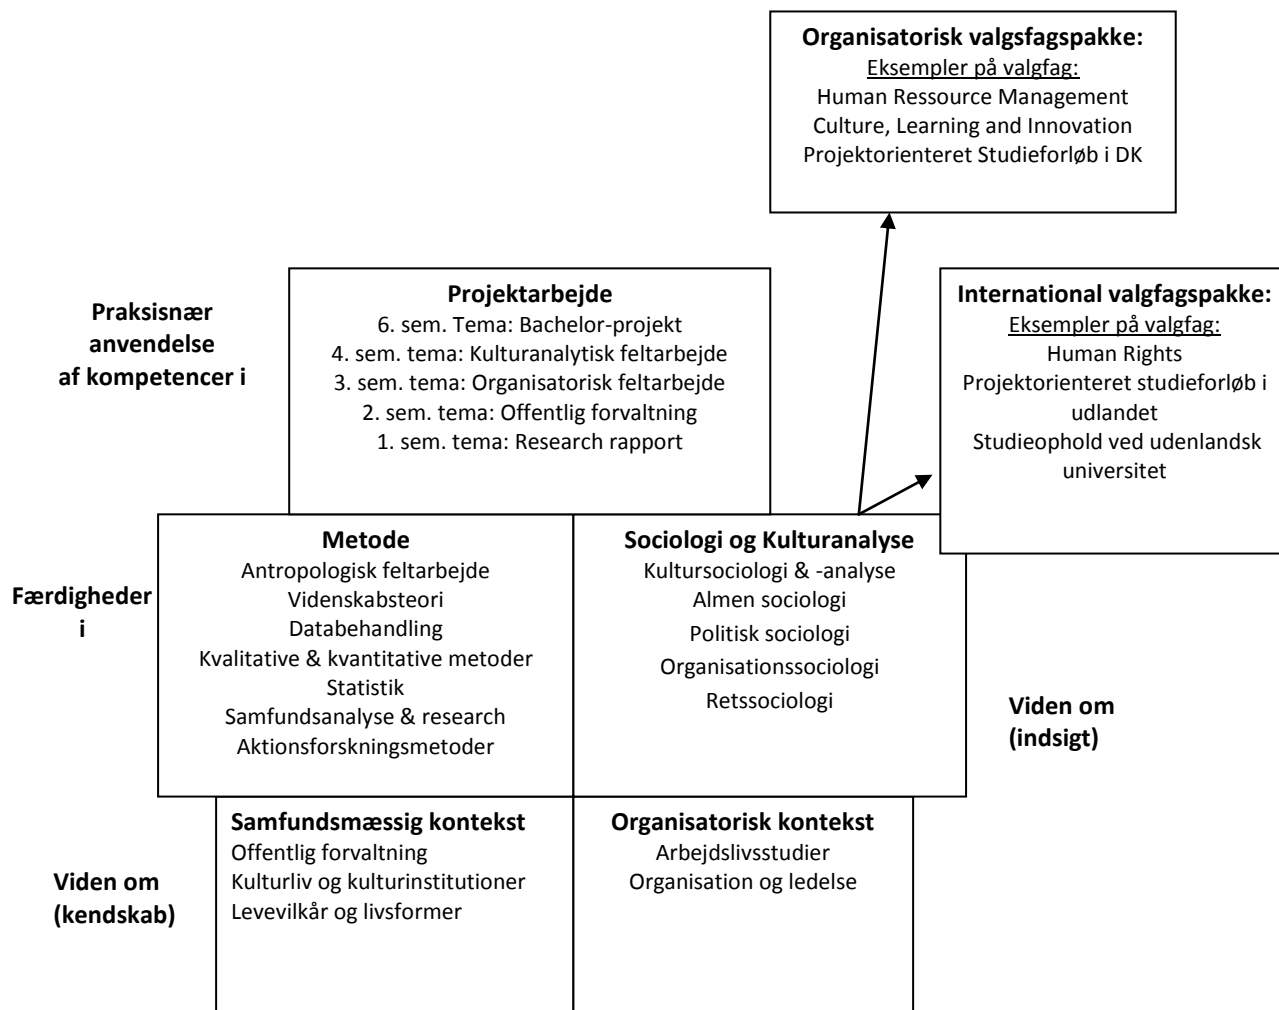 Organisatorisk valgsfagspakke:
Eksempler på valgfag:
Human Ressource Management
Culture, Learning and Innovation
Projektorienteret Studieforløb i DK
Praksisnær
anvendelse
af kompetencer i
Projektarbejde
6. sem. Tema: Bachelor-projekt
4. sem. tema: Kulturanalytisk feltarbejde
3. sem. tema: Organisatorisk feltarbejde
2. sem. tema: Offentlig forvaltning
1. sem. tema: Research rapport
International valgfagspakke:
Eksempler på valgfag:
Human Rights
Projektorienteret studieforløb i
udlandet
Studieophold ved udenlandsk
universitet
Færdigheder
i
Metode
Antropologisk feltarbejde
Videnskabsteori
Databehandling
Kvalitative & kvantitative metoder
Statistik
Samfundsanalyse & research
Aktionsforskningsmetoder
Sociologi og Kulturanalyse
Kultursociologi & -analyse
Almen sociologi
Politisk sociologi
Organisationssociologi
Retssociologi
Viden om
(indsigt)
Viden om
(kendskab)
Samfundsmæssig kontekst
Offentlig forvaltning
Kulturliv og kulturinstitutioner
Levevilkår og livsformer
Organisatorisk kontekst
Arbejdslivsstudier
Organisation og ledelse